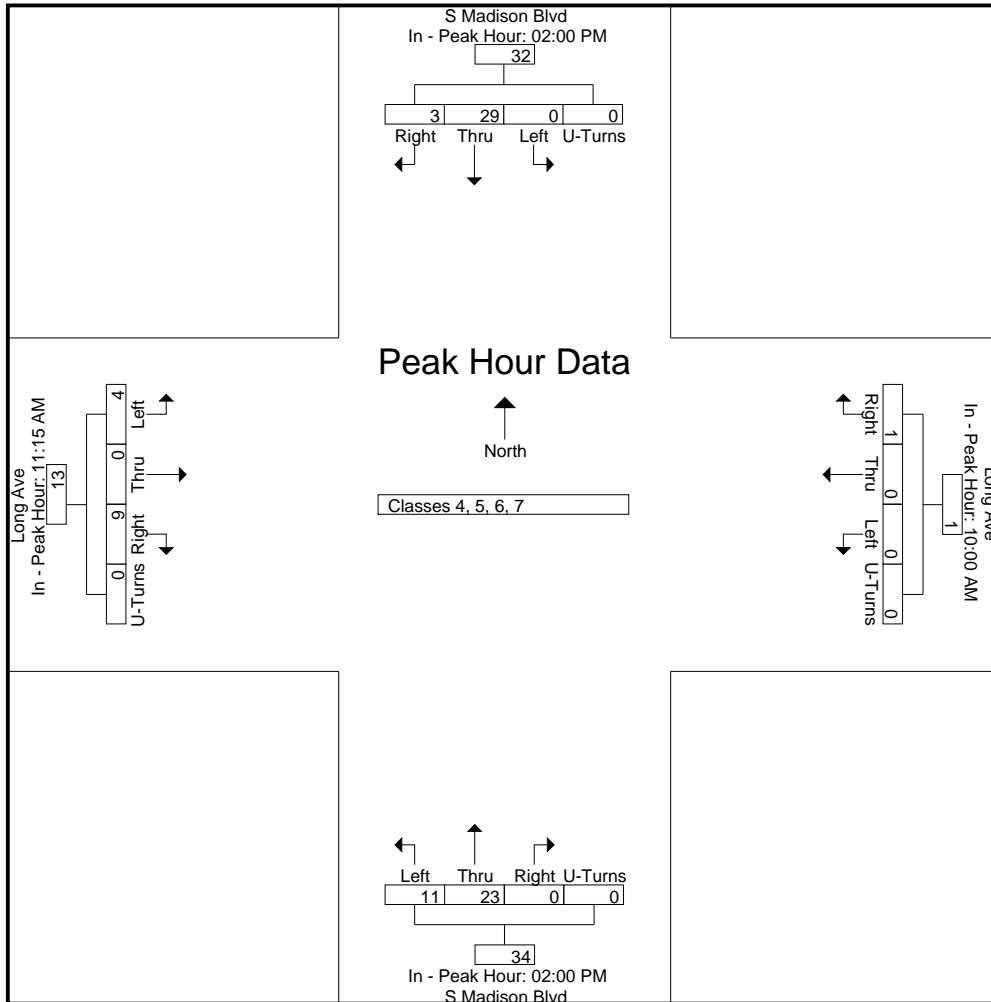 S Madison Blvd
In - Peak Hour: 02:00 PM
32
3 29 0 0
Right Thru Left U-Turns
Peak Hour Data
North
Classes 4, 5, 6, 7
Long Ave
In - Peak Hour: 11:15 AM
13
4 0 9 0
Left Thru Right U-Turns
Long Ave
In - Peak Hour: 10:00 AM
1
1 0 0 0
Right Thru Left U-Turns
Left Thru Right U-Turns
11 23 0 0
34
In - Peak Hour: 02:00 PM
S Madison Blvd